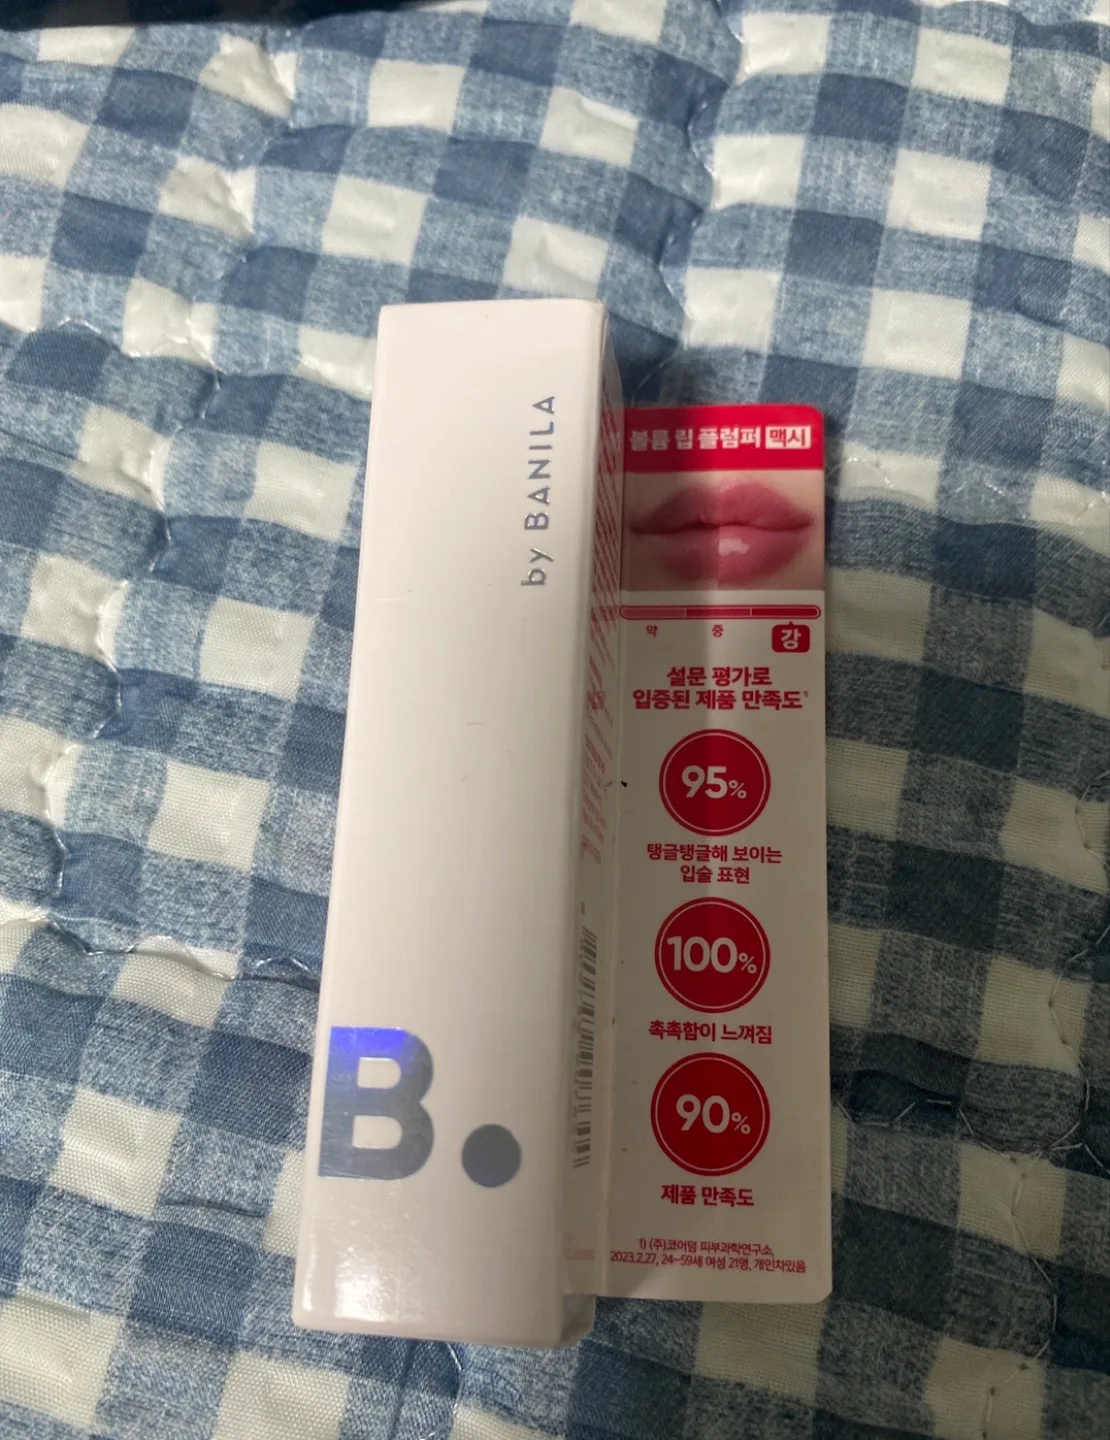 by BANILA
B.
볼륨 립 플럼퍼 맥시
약 중 강
설문 평가로
입증된 제품 만족도¹⁾
95%
탱글탱글해 보이는
입술 표현
100%
촉촉함이 느껴짐
90%
제품 만족도
1) (주)코어덤 피부과학연구소,
2023.2.27, 24~59세 여성 21명, 개인차있음